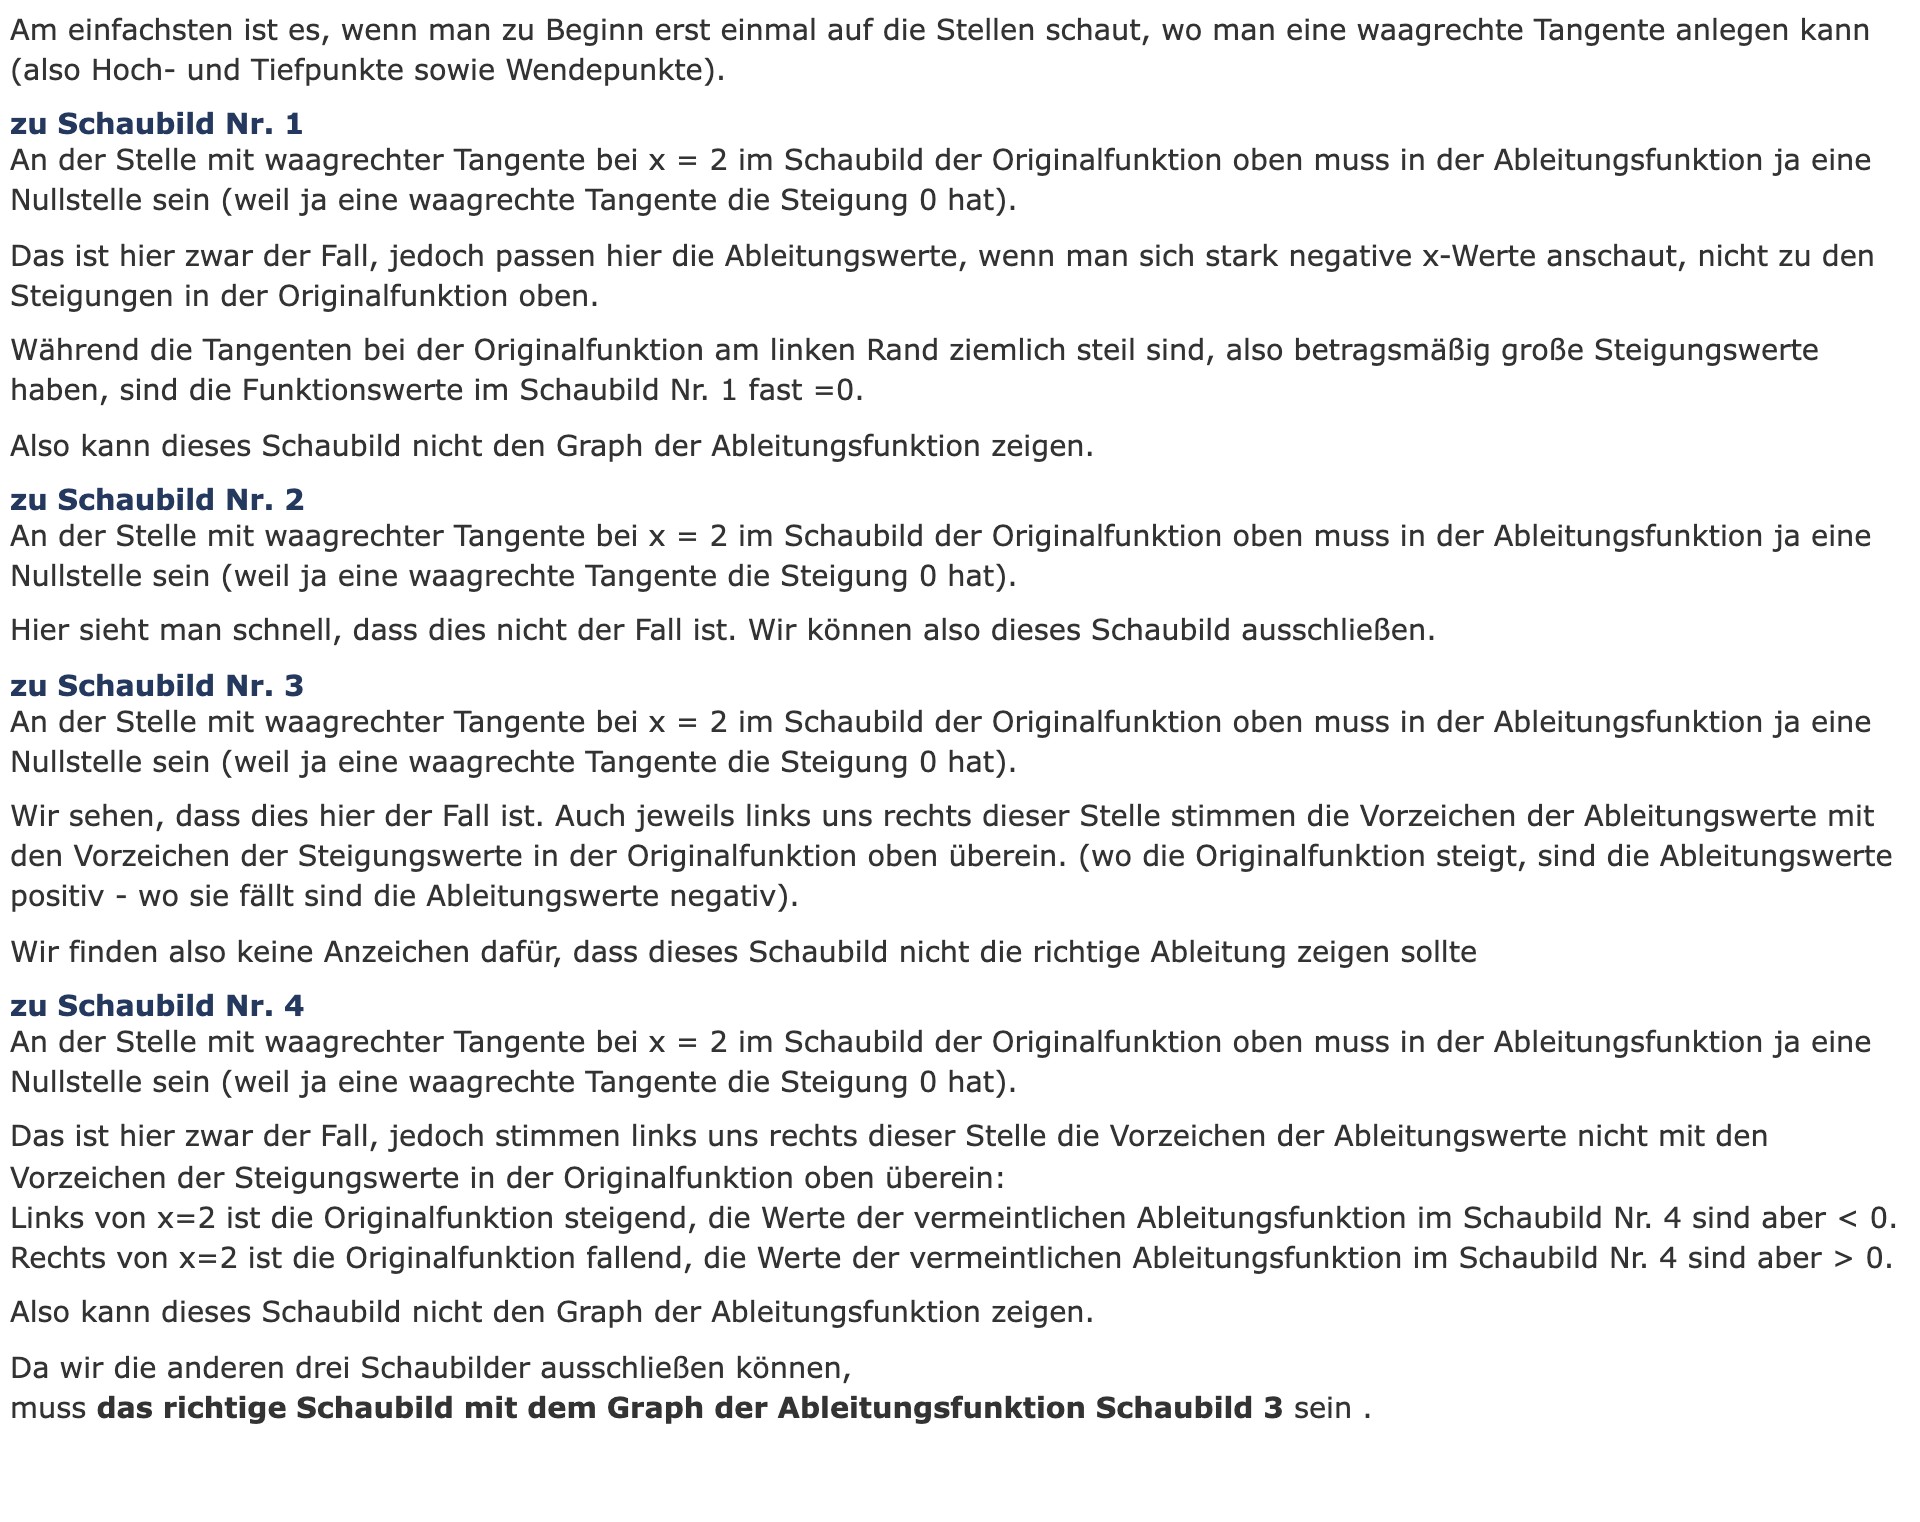 Am einfachsten ist es, wenn man zu Beginn erst einmal auf die Stellen schaut, wo man eine waagrechte Tangente anlegen kann
(also Hoch- und Tiefpunkte sowie Wendepunkte).
zu Schaubild Nr. 1
An der Stelle mit waagrechter Tangente bei x = 2 im Schaubild der Originalfunktion oben muss in der Ableitungsfunktion ja eine
Nullstelle sein (weil ja eine waagrechte Tangente die Steigung 0 hat).
Das ist hier zwar der Fall, jedoch passen hier die Ableitungswerte, wenn man sich stark negative x-Werte anschaut, nicht zu den
Steigungen in der Originalfunktion oben.
Während die Tangenten bei der Originalfunktion am linken Rand ziemlich steil sind, also betragsmäßig große Steigungswerte
haben, sind die Funktionswerte im Schaubild Nr. 1 fast =0.
Also kann dieses Schaubild nicht den Graph der Ableitungsfunktion zeigen.
zu Schaubild Nr. 2
An der Stelle mit waagrechter Tangente bei x = 2 im Schaubild der Originalfunktion oben muss in der Ableitungsfunktion ja eine
Nullstelle sein (weil ja eine waagrechte Tangente die Steigung 0 hat).
Hier sieht man schnell, dass dies nicht der Fall ist. Wir können also dieses Schaubild ausschließen.
zu Schaubild Nr. 3
An der Stelle mit waagrechter Tangente bei x = 2 im Schaubild der Originalfunktion oben muss in der Ableitungsfunktion ja eine
Nullstelle sein (weil ja eine waagrechte Tangente die Steigung 0 hat).
Wir sehen, dass dies hier der Fall ist. Auch jeweils links uns rechts dieser Stelle stimmen die Vorzeichen der Ableitungswerte mit
den Vorzeichen der Steigungswerte in der Originalfunktion oben überein. (wo die Originalfunktion steigt, sind die Ableitungswerte
positiv - wo sie fällt sind die Ableitungswerte negativ).
Wir finden also keine Anzeichen dafür, dass dieses Schaubild nicht die richtige Ableitung zeigen sollte
zu Schaubild Nr. 4
An der Stelle mit waagrechter Tangente bei x = 2 im Schaubild der Originalfunktion oben muss in der Ableitungsfunktion ja eine
Nullstelle sein (weil ja eine waagrechte Tangente die Steigung 0 hat).
Das ist hier zwar der Fall, jedoch stimmen links uns rechts dieser Stelle die Vorzeichen der Ableitungswerte nicht mit den
Vorzeichen der Steigungswerte in der Originalfunktion oben überein:
Links von x=2 ist die Originalfunktion steigend, die Werte der vermeintlichen Ableitungsfunktion im Schaubild Nr. 4 sind aber < 0.
Rechts von x=2 ist die Originalfunktion fallend, die Werte der vermeintlichen Ableitungsfunktion im Schaubild Nr. 4 sind aber > 0.
Also kann dieses Schaubild nicht den Graph der Ableitungsfunktion zeigen.
Da wir die anderen drei Schaubilder ausschließen können,
muss das richtige Schaubild mit dem Graph der Ableitungsfunktion Schaubild 3 sein .